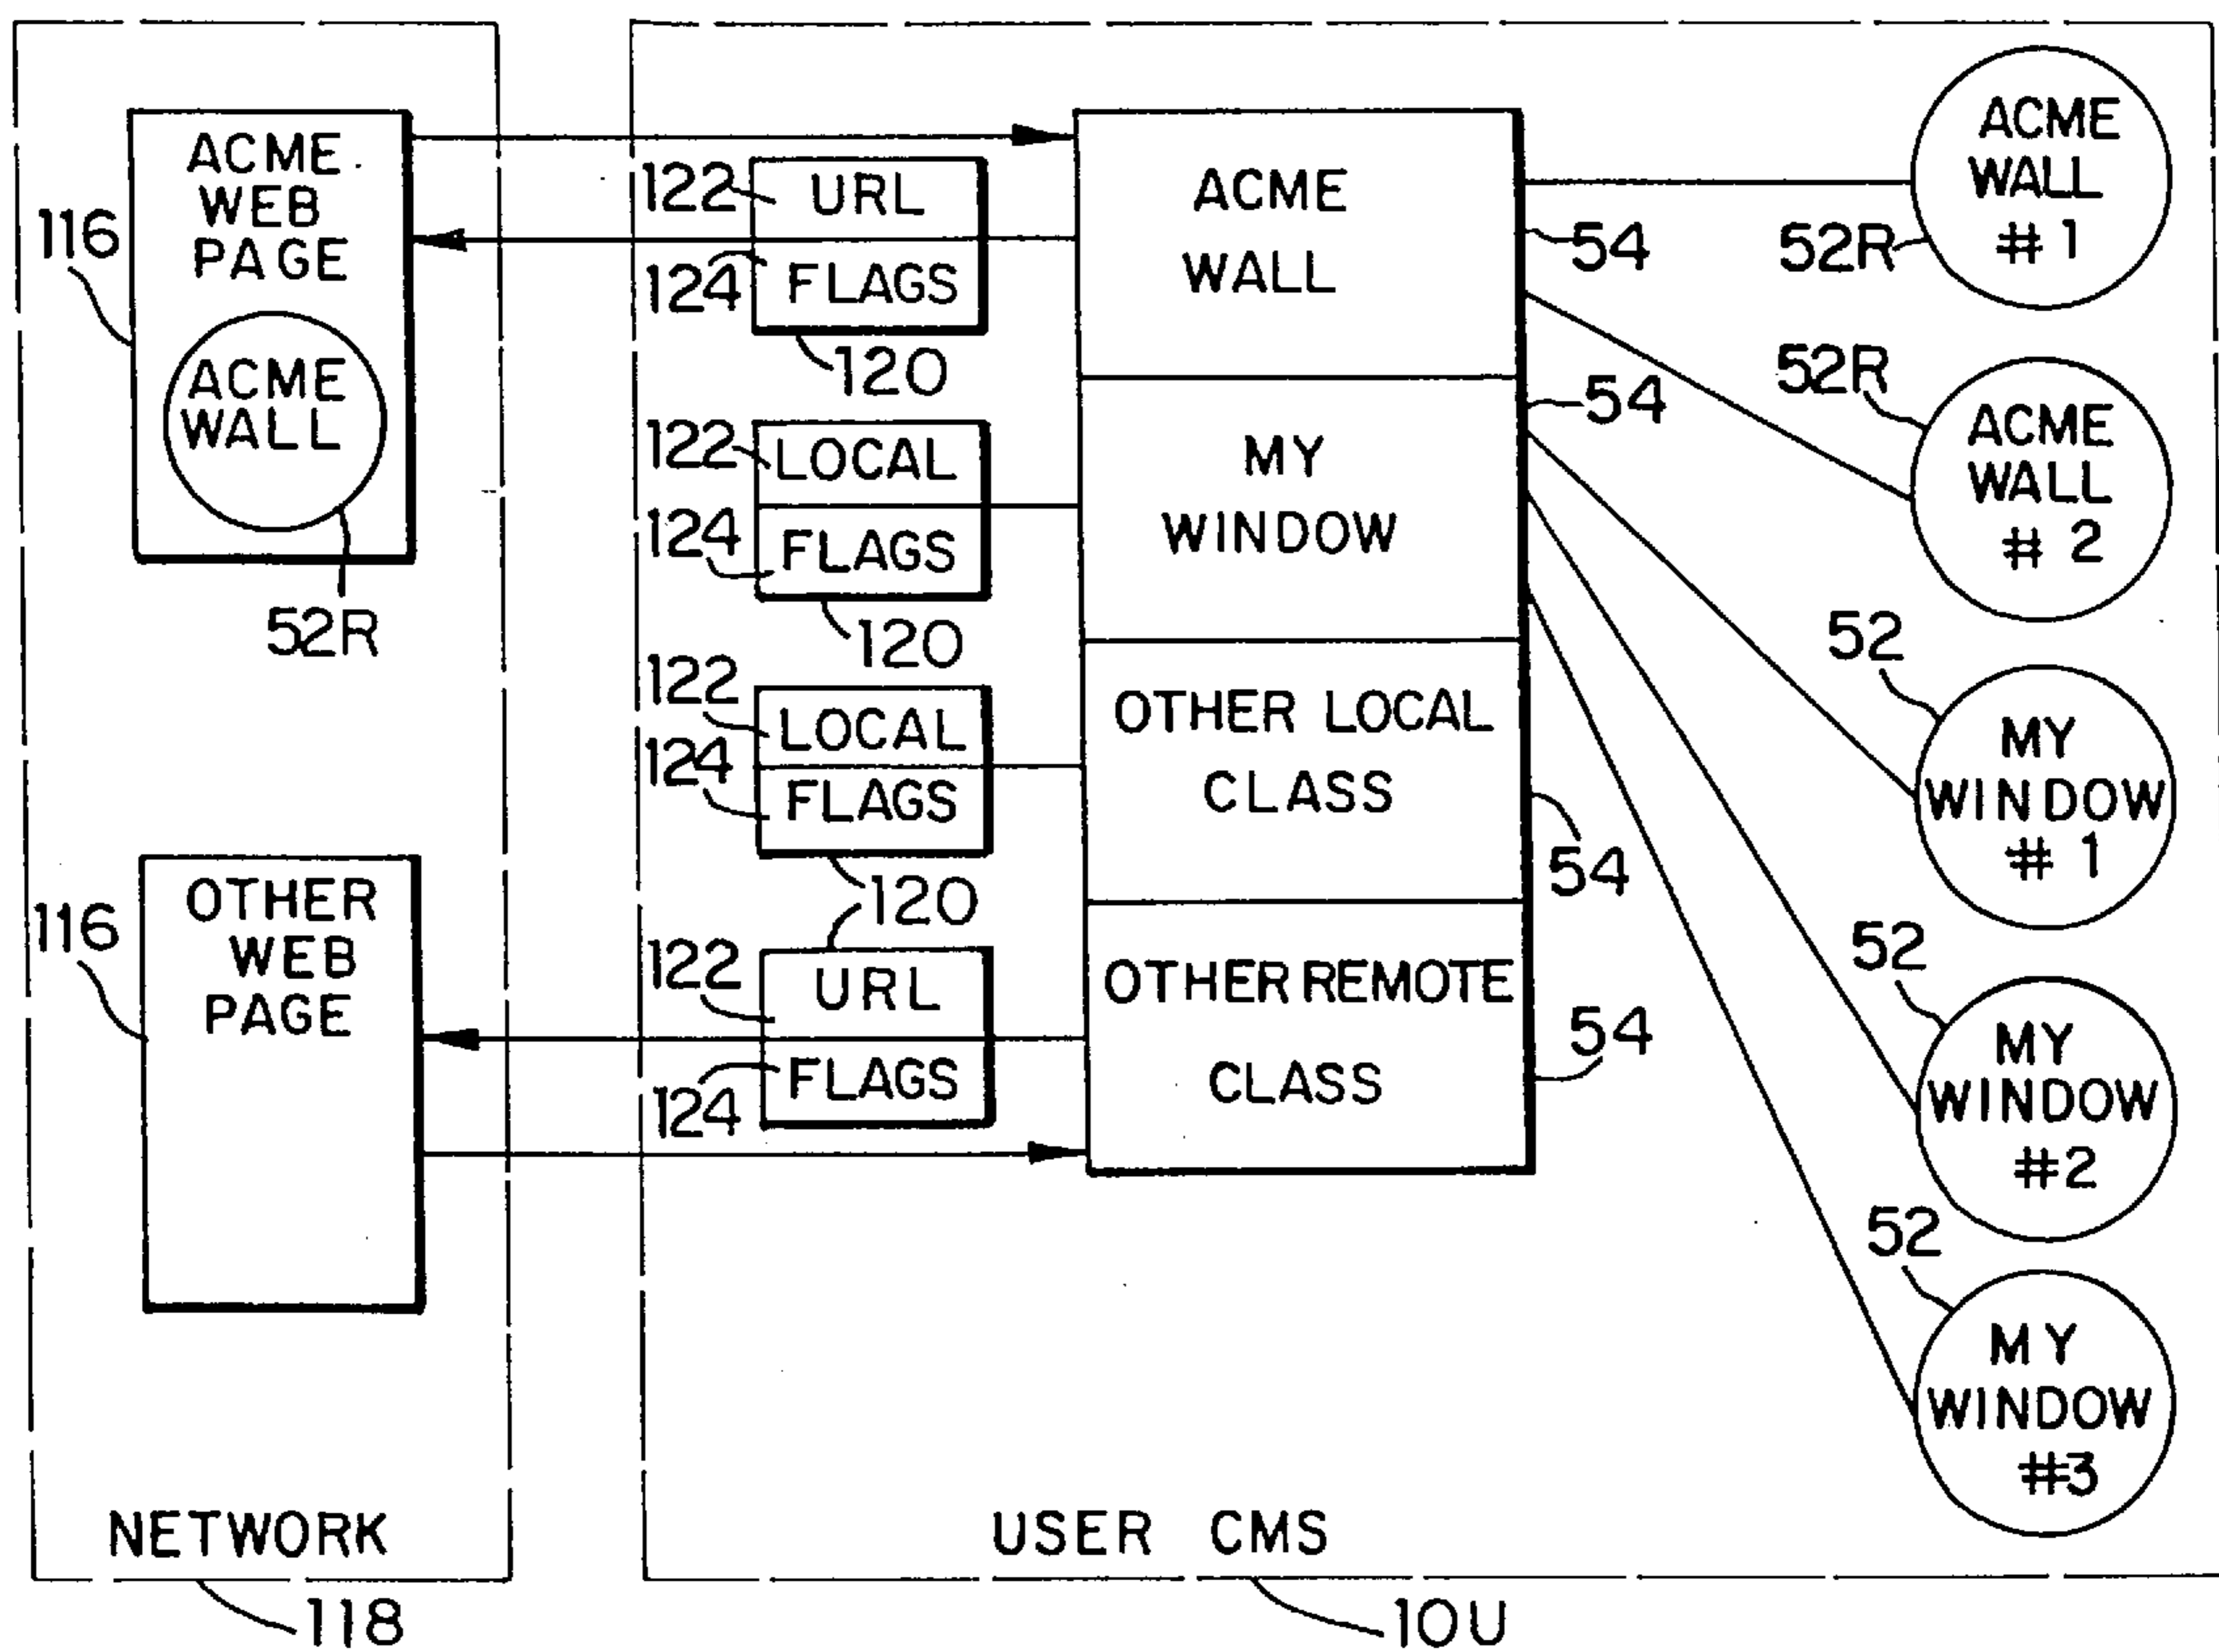 ACME
WEB
PAGE
116
ACME
WALL
52R
OTHER
WEB
PAGE
116
NETWORK
118
122
URL
124
FLAGS
120
122
LOCAL
124
FLAGS
120
122
LOCAL
124
FLAGS
120
122
URL
124
FLAGS
ACME
WALL
54
MY
WINDOW
54
OTHER LOCAL
CLASS
54
OTHER REMOTE
CLASS
54
ACME
WALL
# 1
52R
52R
ACME
WALL
# 2
52
MY
WINDOW
# 1
52
MY
WINDOW
#2
52
MY
WINDOW
#3
USER CMS
10U